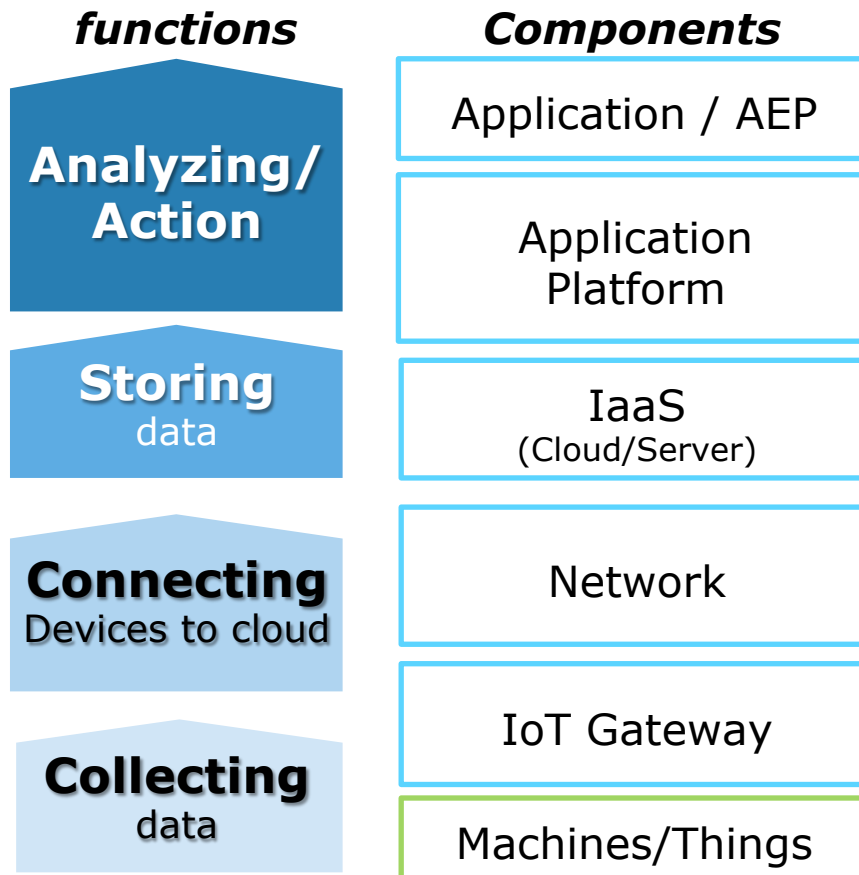 functions
Components
Analyzing/
Action
Application / AEP
Application
Platform
Storing
data
IaaS
(Cloud/Server)
Connecting
Devices to cloud
Network
Collecting
data
IoT Gateway
Machines/Things